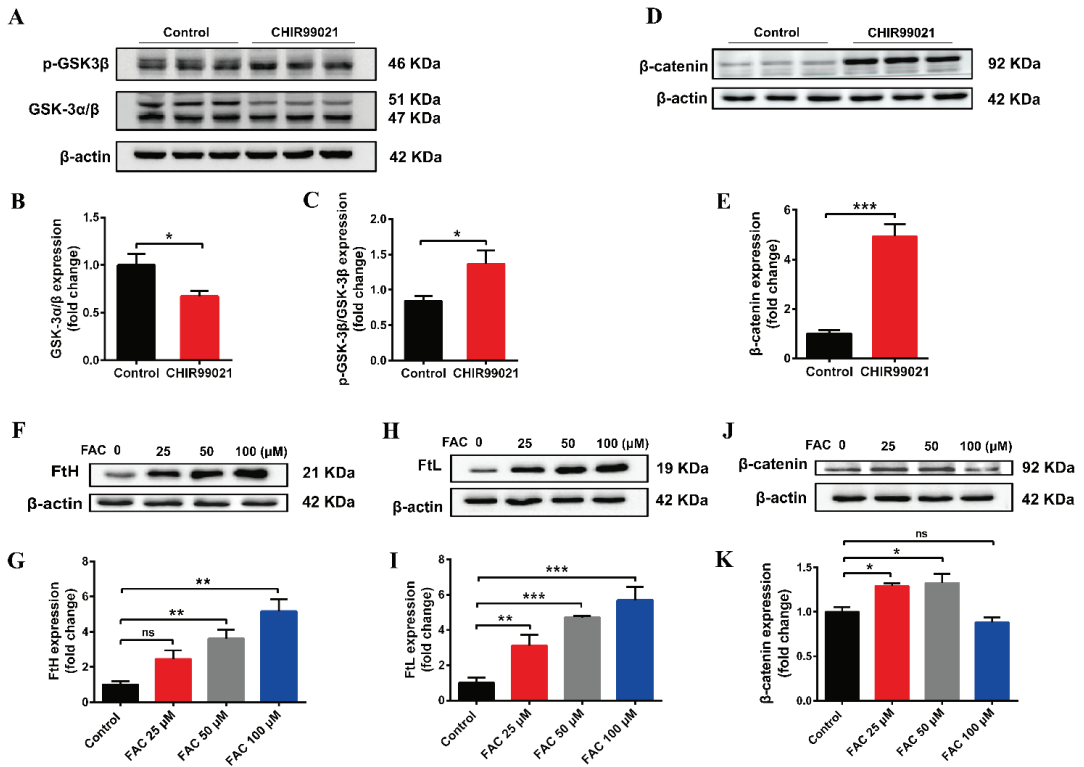 A
Control CHIR99021
p-GSK3β 46 KDa
GSK-3α/β 51 KDa
47 KDa
β-actin 42 KDa
D
Control CHIR99021
β-catenin 92 KDa
β-actin 42 KDa
B
GSK-3α/β expression
(fold change)
1.5
1.0
0.5
0.0
*
Control CHIR99021
C
p-GSK-3β/GSK-3β expression
(fold change)
2.0
1.5
1.0
0.5
0.0
*
Control CHIR99021
E
β-catenin expression
(fold change)
6
4
2
0
***
Control CHIR99021
F
FAC 0 25 50 100 (μM)
FtH 21 KDa
β-actin 42 KDa
H
FAC 0 25 50 100 (μM)
FtL 19 KDa
β-actin 42 KDa
J
FAC 0 25 50 100 (μM)
β-catenin 92 KDa
β-actin 42 KDa
G
FtH expression
(fold change)
8
6
4
2
0
**
**
ns
Control FAC 25 μM FAC 50 μM FAC 100 μM
I
FtL expression
(fold change)
8
6
4
2
0
***
***
**
Control FAC 25 μM FAC 50 μM FAC 100 μM
K
β-catenin expression
(fold change)
1.5
1.0
0.5
0.0
ns
*
*
Control FAC 25 μM FAC 50 μM FAC 100 μM